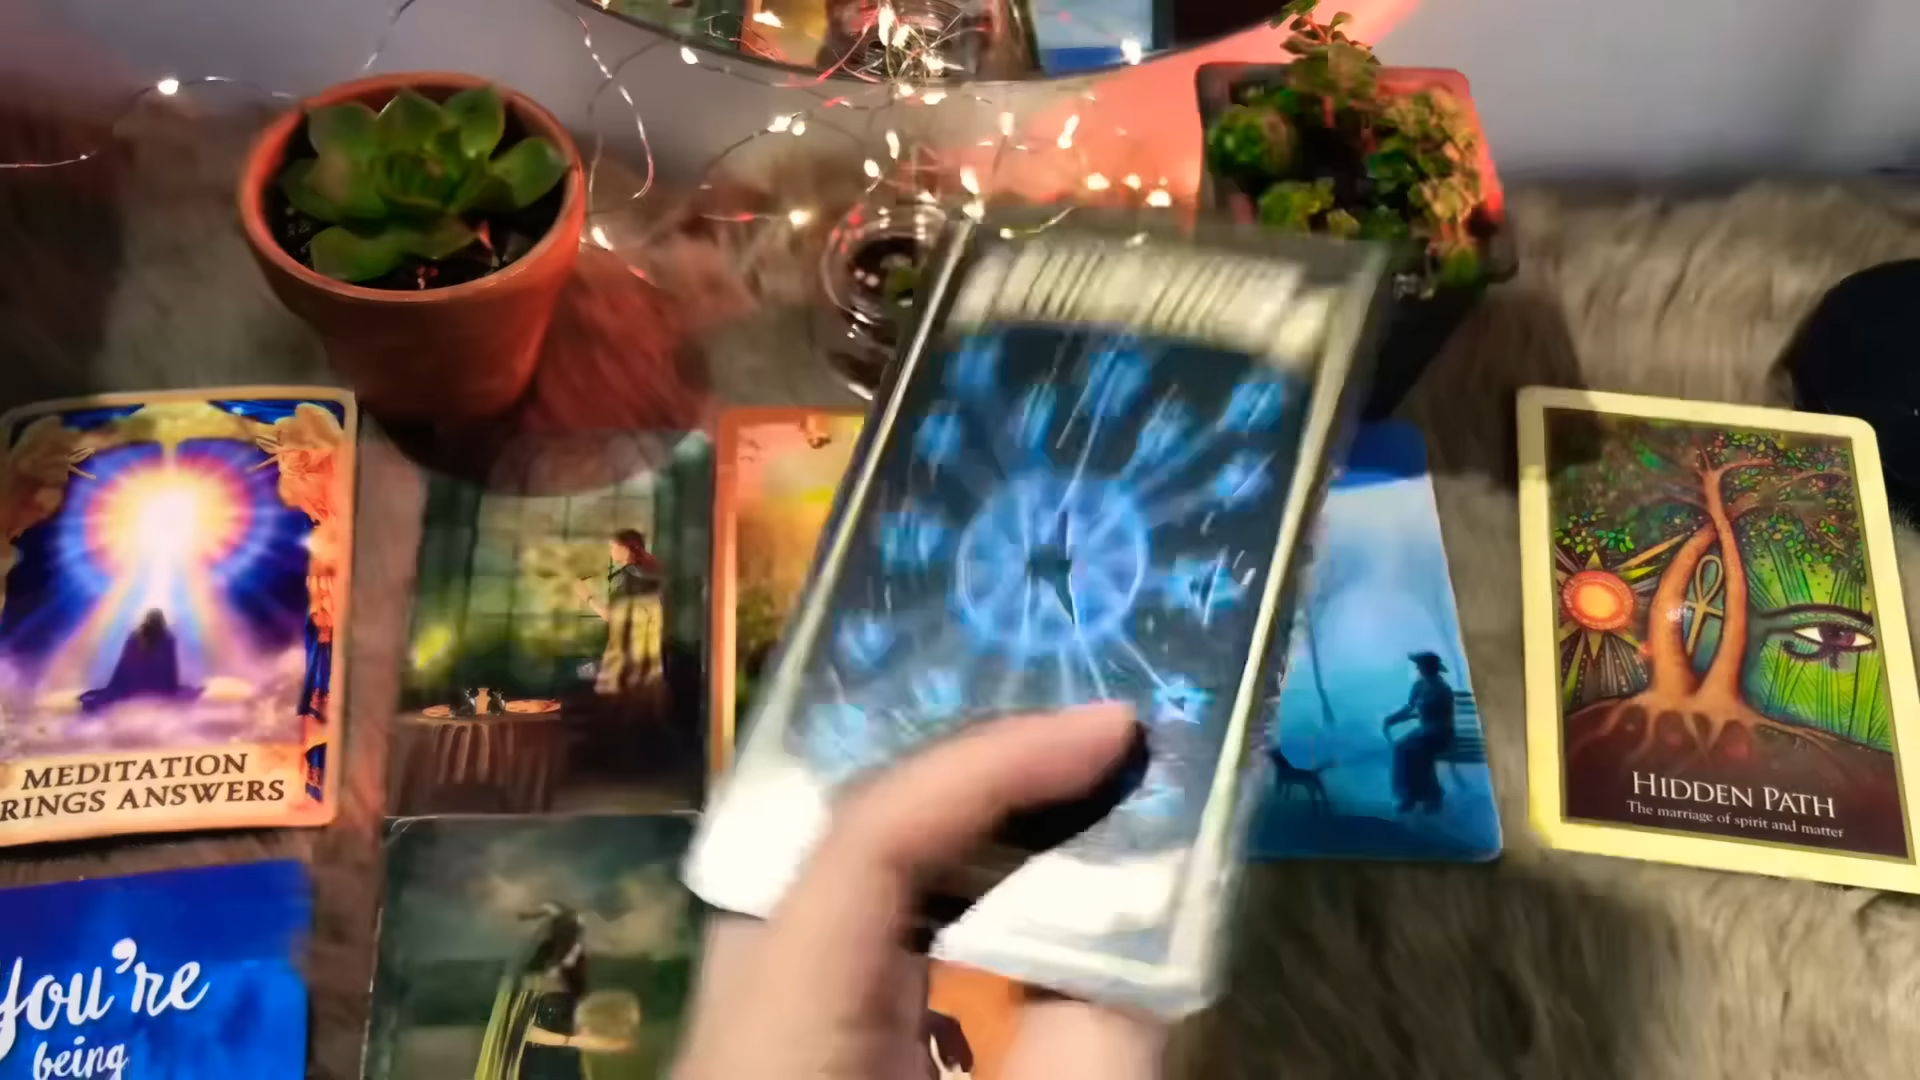 MEDITATION
RINGS ANSWERS
You're
being
HIDDEN PATH
The marriage of spirit and matter